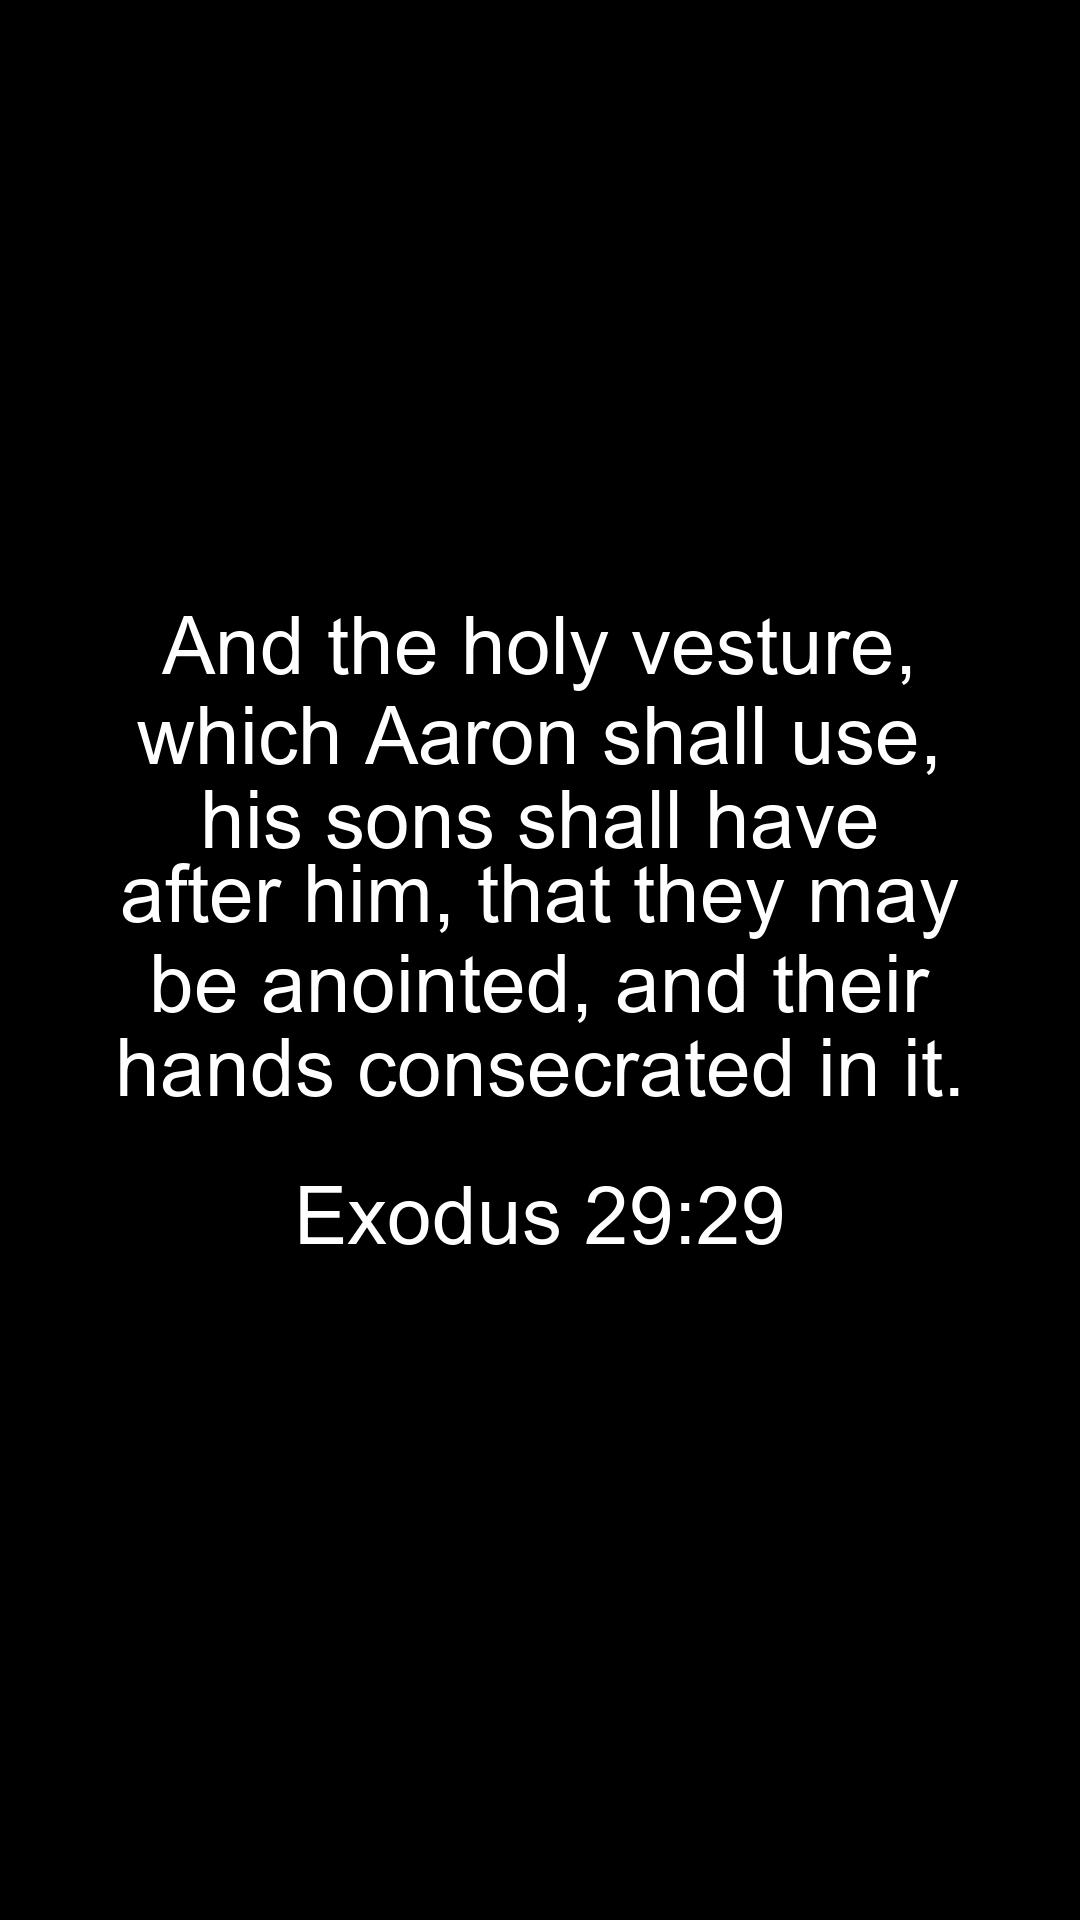 And the holy vesture,
which Aaron shall use,
his sons shall have
after him, that they may
be anointed, and their
hands consecrated in it.
Exodus 29:29